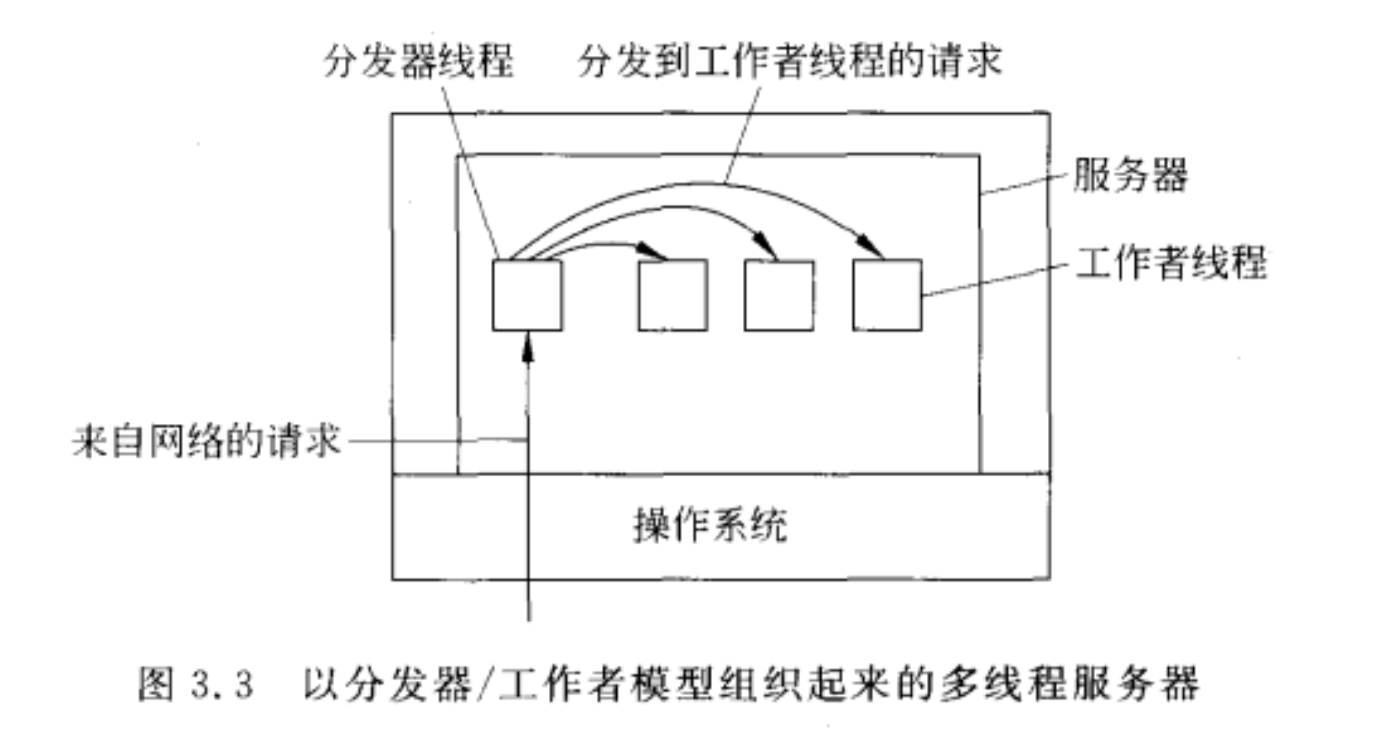 分发器线程 分发到工作者线程的请求
服务器
工作者线程
来自网络的请求
操作系统
图 3.3 以分发器/工作者模型组织起来的多线程服务器